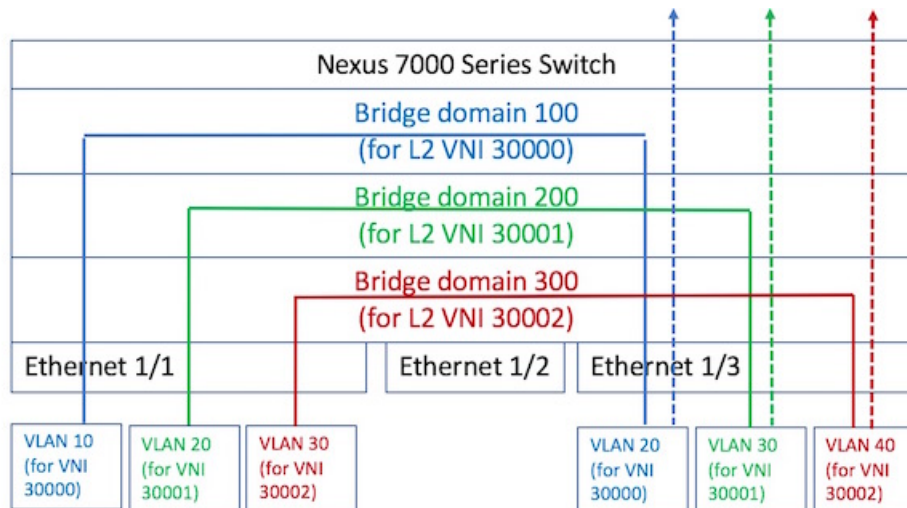 Nexus 7000 Series Switch
Bridge domain 100
(for L2 VNI 30000)
Bridge domain 200
(for L2 VNI 30001)
Bridge domain 300
(for L2 VNI 30002)
Ethernet 1/1
Ethernet 1/2
Ethernet 1/3
VLAN 10
(for VNI
30000)
VLAN 20
(for VNI
30001)
VLAN 30
(for VNI
30002)
VLAN 20
(for VNI
30000)
VLAN 30
(for VNI
30001)
VLAN 40
(for VNI
30002)